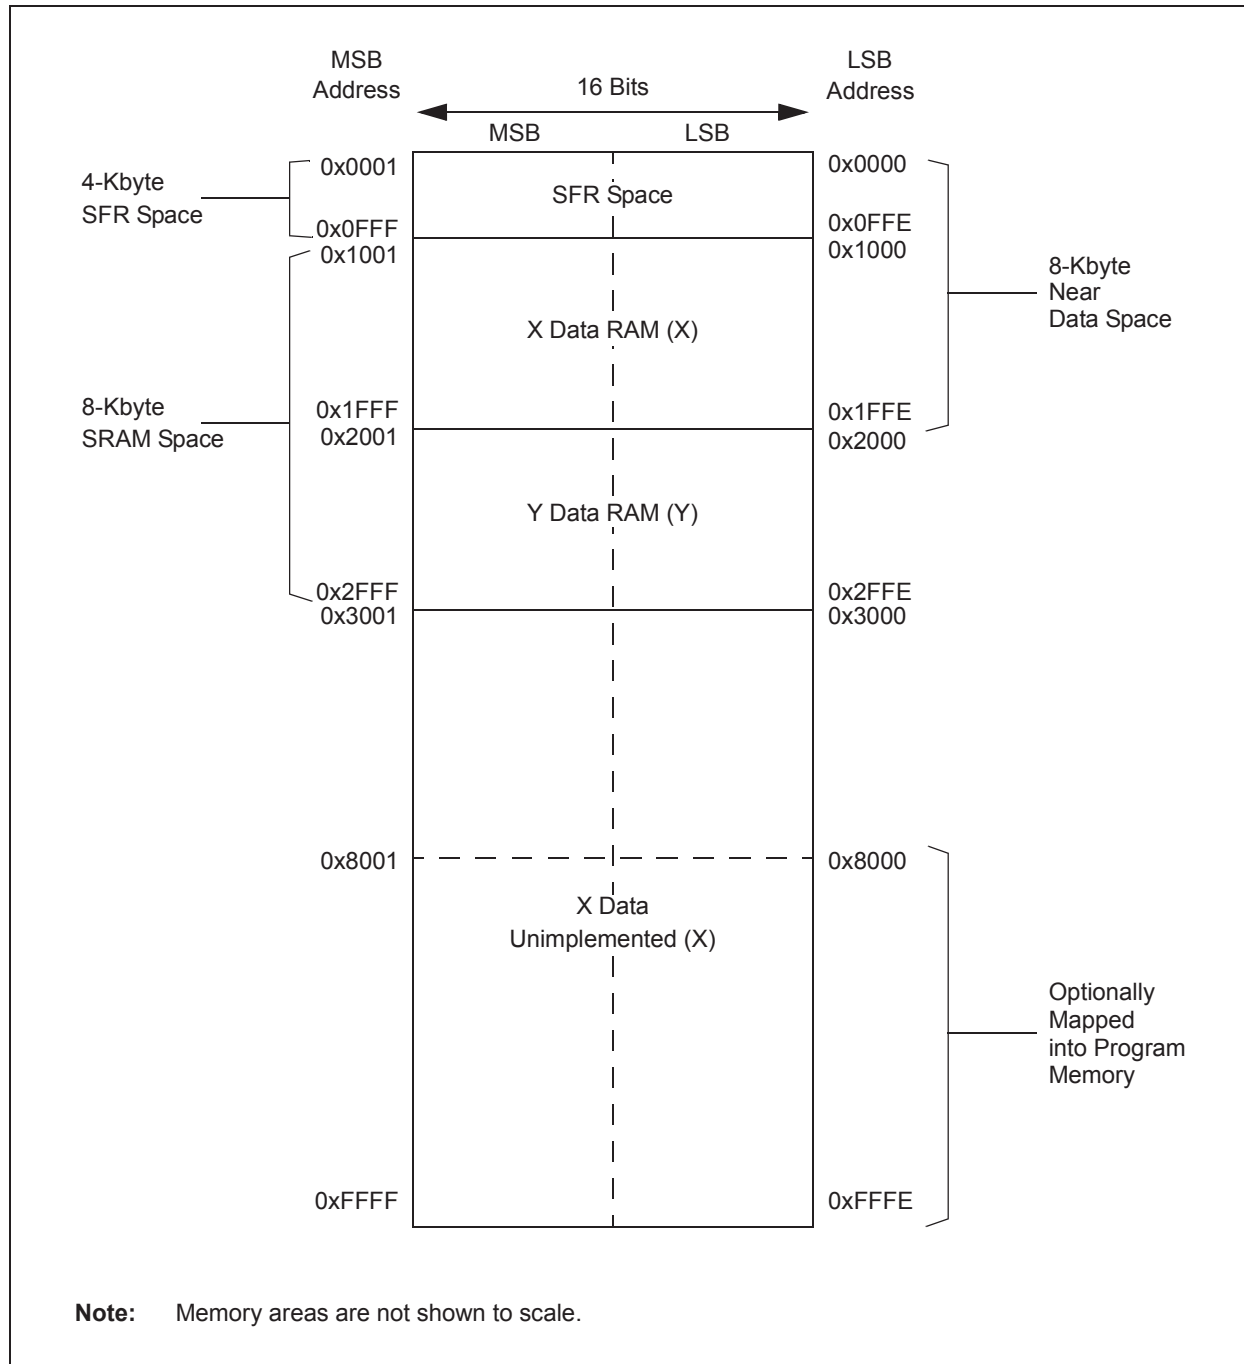 MSB
Address
LSB
Address
16 Bits
MSB LSB
0x0001
0x0000
4-Kbyte
SFR Space
SFR Space
0x0FFF
0x0FFE
0x1001
0x1000
8-Kbyte
Near
Data Space
X Data RAM (X)
8-Kbyte
SRAM Space
0x1FFF
0x1FFE
0x2001
0x2000
Y Data RAM (Y)
0x2FFF
0x2FFE
0x3001
0x3000
0x8001
0x8000
X Data
Unimplemented (X)
Optionally
Mapped
into Program
Memory
0xFFFF
0xFFFE
Note: Memory areas are not shown to scale.